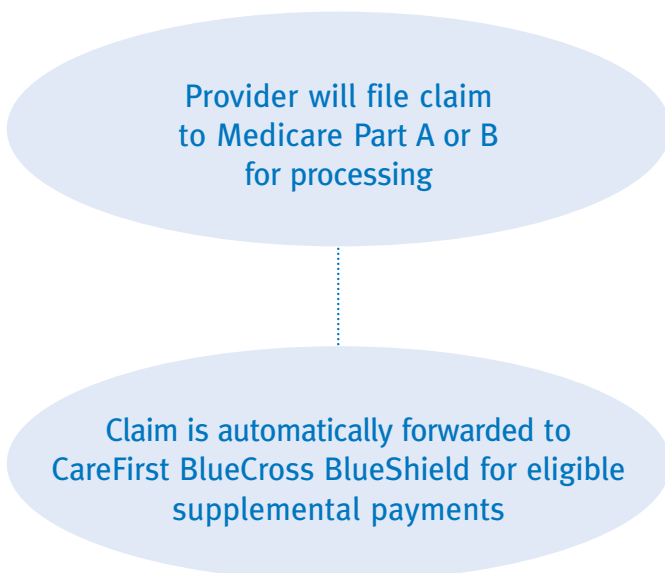 Provider will file claim
to Medicare Part A or B
for processing
Claim is automatically forwarded to
CareFirst BlueCross BlueShield for eligible
supplemental payments